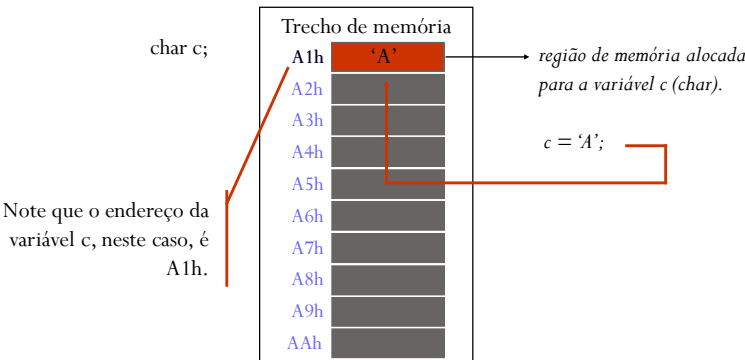 Trecho de memória
char c;
A1h
‘A’
região de memória alocada
para a variável c (char).
A2h
A3h
A4h
c = ‘A’;
A5h
A6h
Note que o endereço da
variável c, neste caso, é
A1h.
A7h
A8h
A9h
AAh